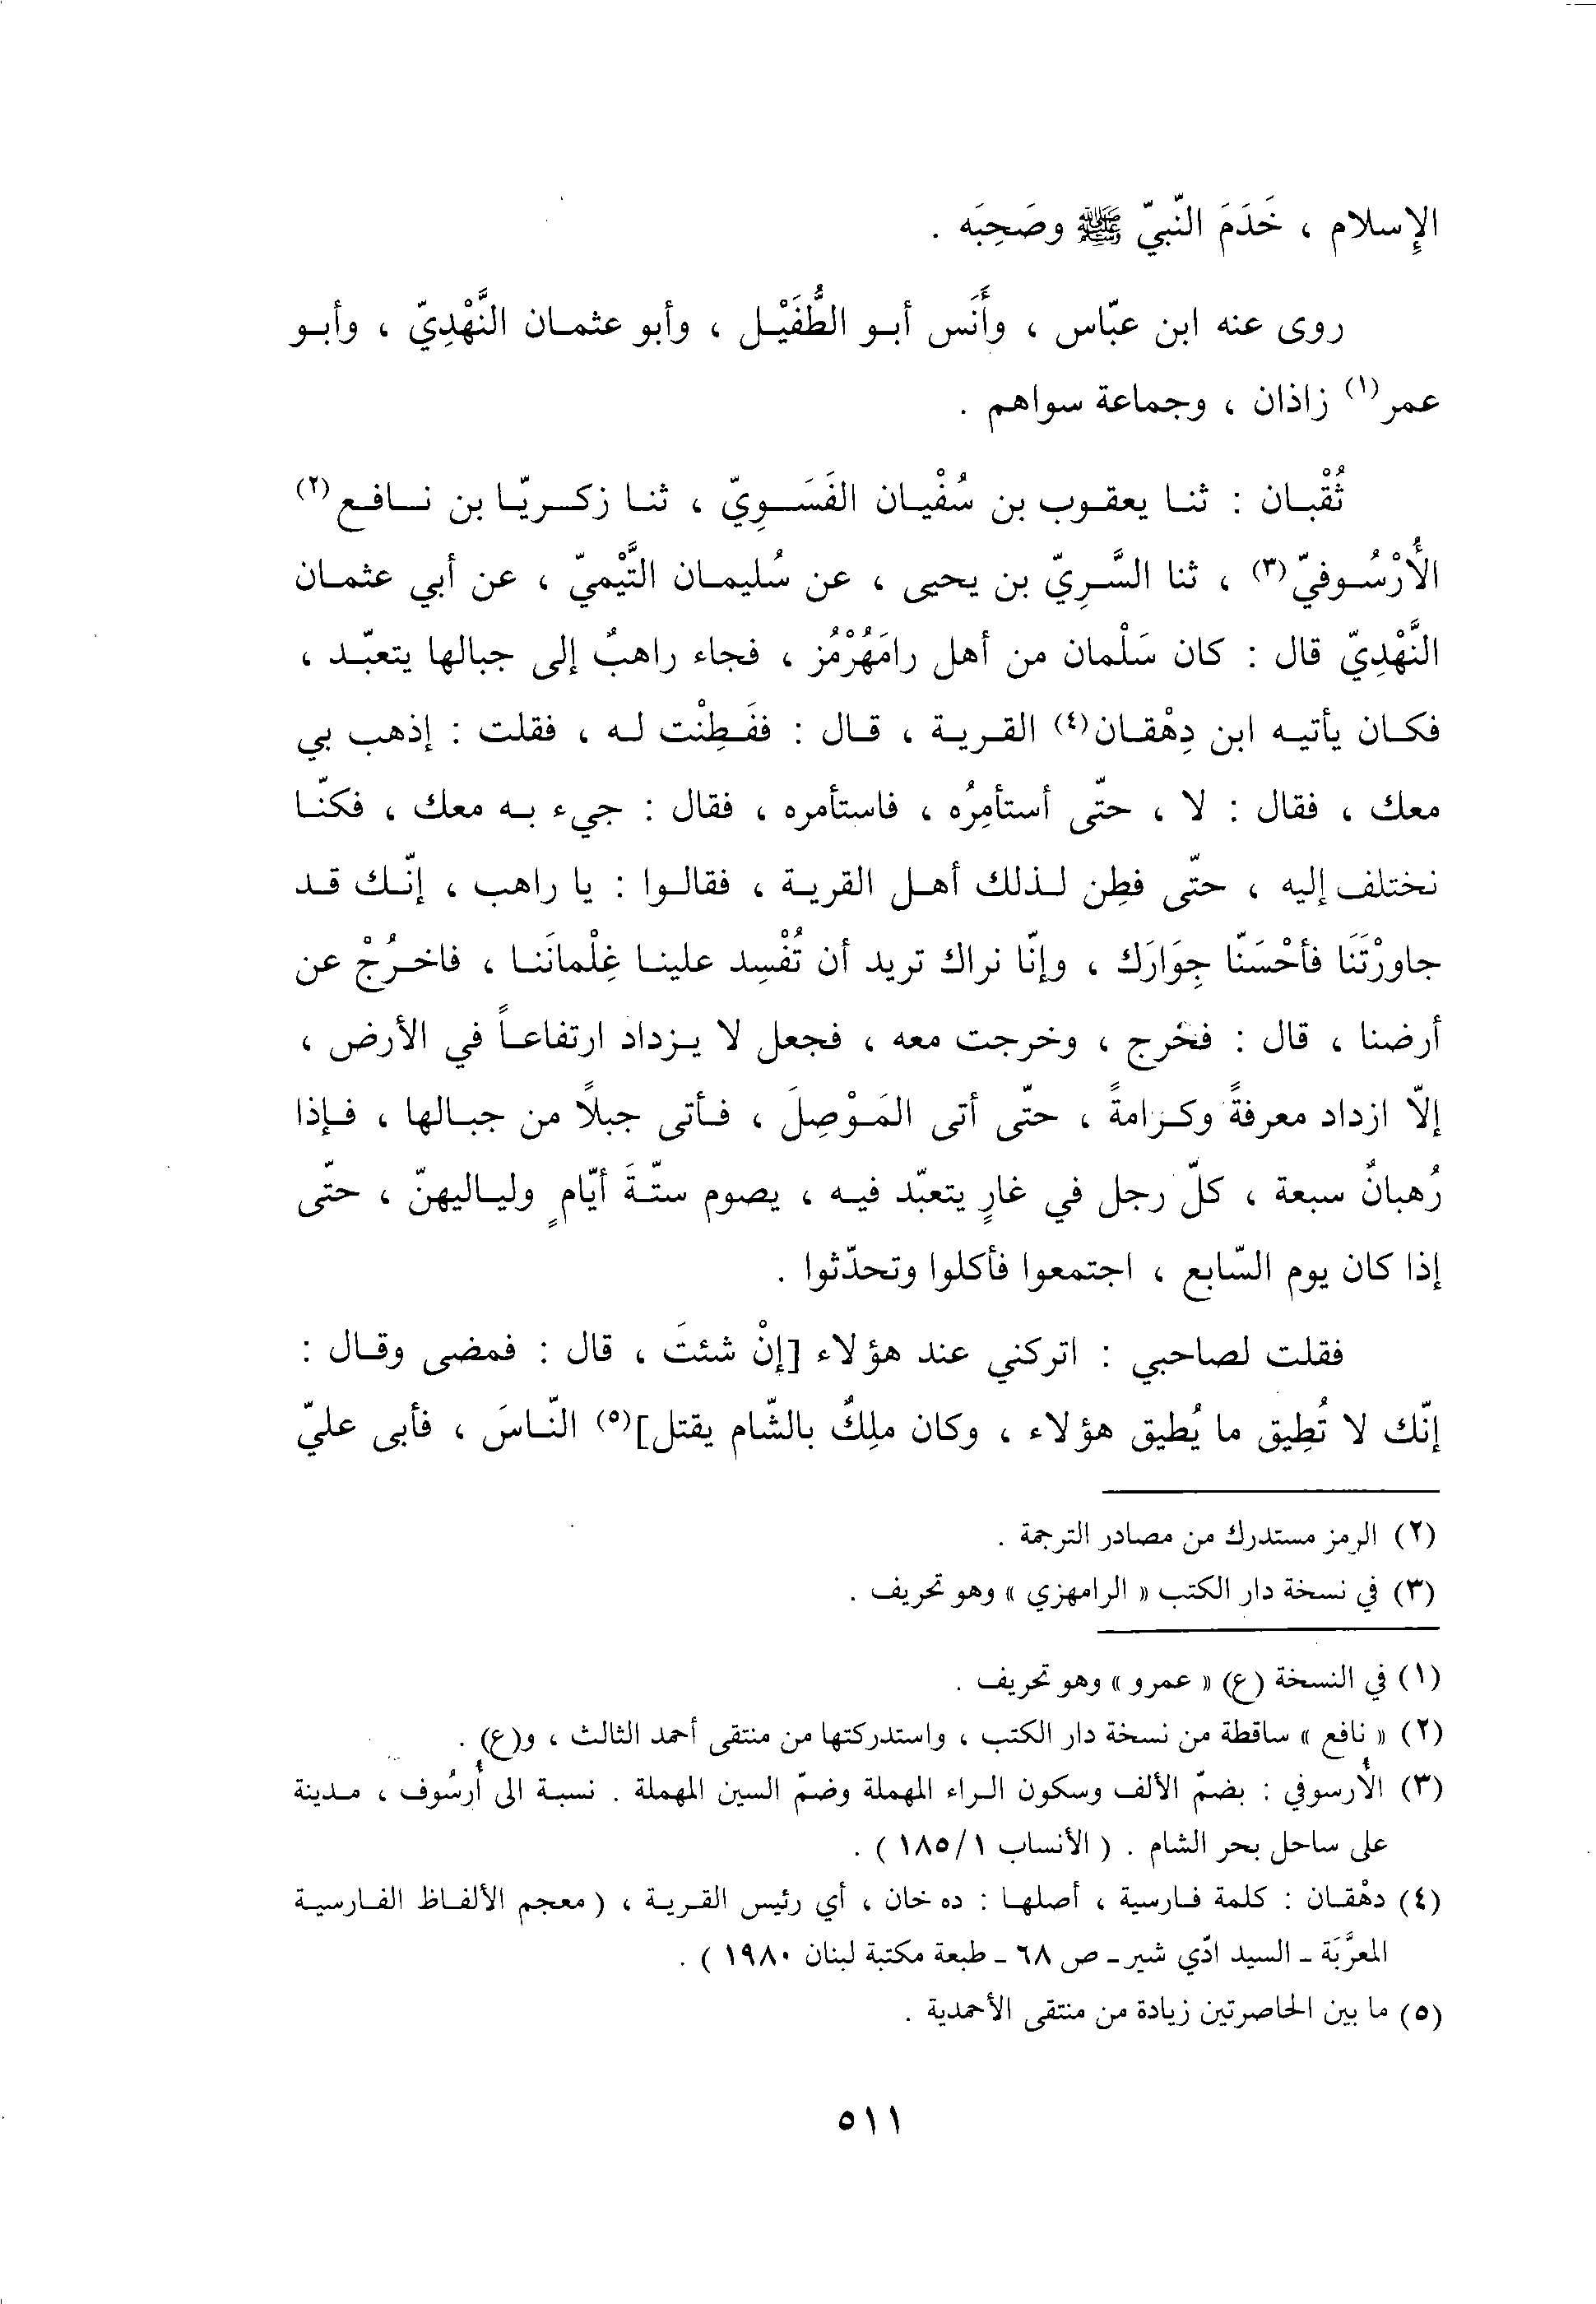 الإِسلام ، خَدَمَ النّبيّ ﷺ وصَحِبَه .
روى عنه ابن عبّاس ، وأَنَس أبو الطُّفَيْل ، وأبو عثمان النَّهْدِيّ ، وأبو
عمر(١) زاذان ، وجماعة سواهم .
ثُقْبان : ثنا يعقوب بن سُفْيان الفَسَوِيّ ، ثنا زكريّا بن نافع(٢)
الأُرْسُوفيّ(٣) ، ثنا السَّرِيّ بن يحيى ، عن سُليمان التَّيْميّ ، عن أبي عثمان
النَّهْدِيّ قال : كان سَلْمان من أهل رامَهُرْمُز ، فجاء راهبٌ إلى جبالها يتعبّد ،
فكان يأتيه ابن دِهْقان(٤) القرية ، قال : ففَطِنْت له ، فقلت : إذهب بي
معك ، فقال : لا ، حتّى أستأمِرُه ، فاستأمره ، فقال : جيء به معك ، فكنّا
نختلف إليه ، حتّى فطِن لذلك أهل القرية ، فقالوا : يا راهب ، إنّك قد
جاورْتَنَا فأحْسَنّا جِوَارَك ، وإنّا نراك تريد أن تُفْسِد علينا غِلْمانَنا ، فاخرُجْ عن
أرضنا ، قال : فخرج ، وخرجت معه ، فجعل لا يزداد ارتفاعاً في الأرض ،
إلّا ازداد معرفةً وكرامةً ، حتّى أتى المَوْصِلَ ، فأتى جبلاً من جبالها ، فإذا
رُهبانٌ سبعة ، كلّ رجل في غارٍ يتعبّد فيه ، يصوم ستّةَ أيّامٍ ولياليهنّ ، حتّى
إذا كان يوم السّابع ، اجتمعوا فأكلوا وتحدّثوا .
فقلت لصاحبي : اتركني عند هؤلاء [إنْ شئتَ ، قال : فمضى وقال :
إنّك لا تُطِيق ما يُطيق هؤلاء ، وكان ملِكٌ بالشّام يقتل](٥) النّاسَ ، فأبى عليّ
(٢) الرمز مستدرك من مصادر الترجمة .
(٣) في نسخة دار الكتب « الرامهزي » وهو تحريف .
(١) في النسخة (ع) « عمرو » وهو تحريف .
(٢) « نافع » ساقطة من نسخة دار الكتب ، واستدركتها من منتقى أحمد الثالث ، و(ع) .
(٣) الأُرسوفي : بضمّ الألف وسكون الراء المهملة وضمّ السين المهملة . نسبة الى أُرسُوف ، مدينة
على ساحل بحر الشام . ( الأنساب ١/١٨٥ ) .
(٤) دهْقان : كلمة فارسية ، أصلها : ده خان ، أي رئيس القرية ، ( معجم الألفاظ الفارسية
المعرَّبَة ـ السيد ادّي شير ـ ص ٦٨ ـ طبعة مكتبة لبنان ١٩٨٠ ) .
(٥) ما بين الحاصرتين زيادة من منتقى الأحمدية .
٥١١